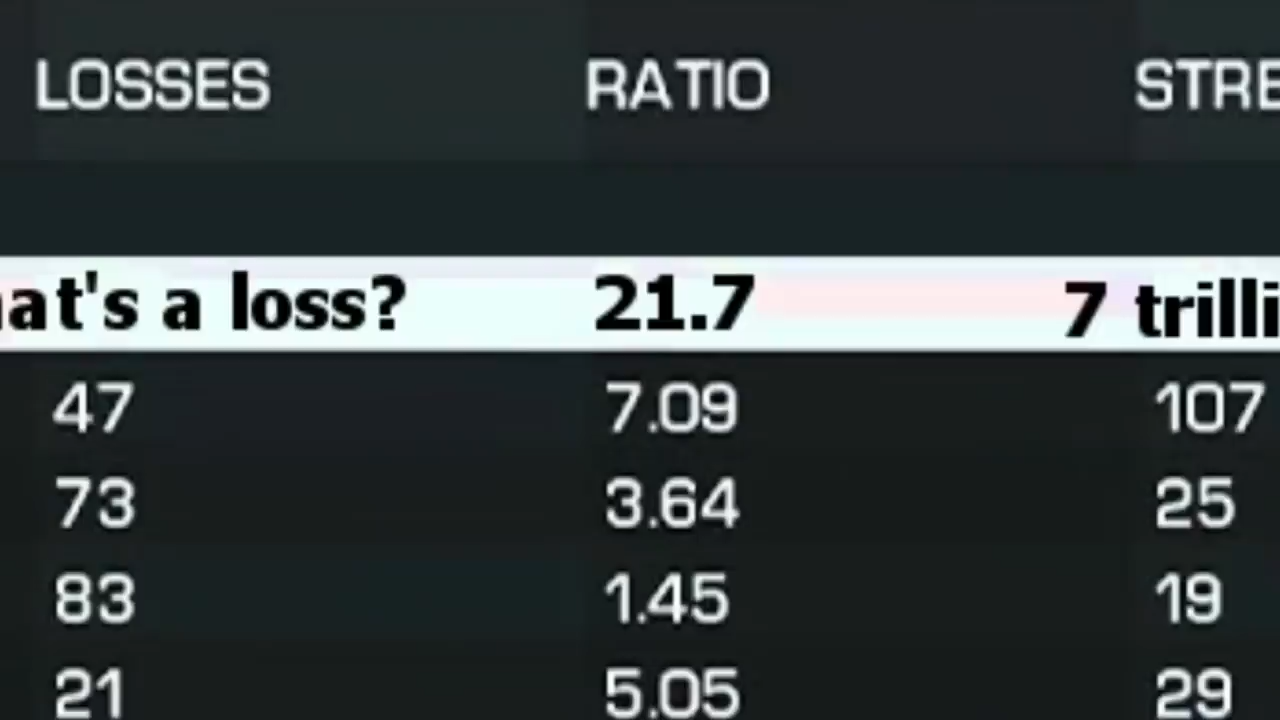 LOSSES RATIO STRE
at's a loss? 21.7 7 trilli
47 7.09 107
73 3.64 25
83 1.45 19
21 5.05 29